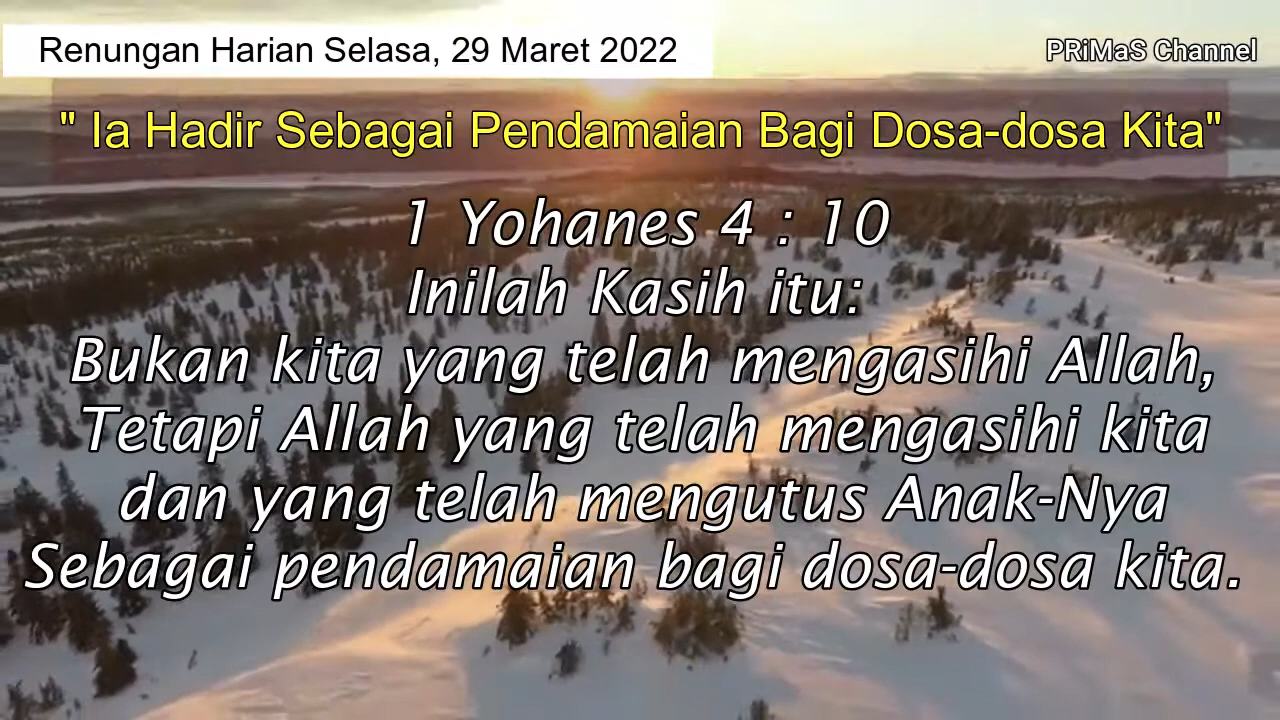 Renungan Harian Selasa, 29 Maret 2022
PRiMaS Channel
" Ia Hadir Sebagai Pendamaian Bagi Dosa-dosa Kita"
1 Yohanes 4 : 10
Inilah Kasih itu:
Bukan kita yang telah mengasihi Allah,
Tetapi Allah yang telah mengasihi kita
dan yang telah mengutus Anak-Nya
Sebagai pendamaian bagi dosa-dosa kita.